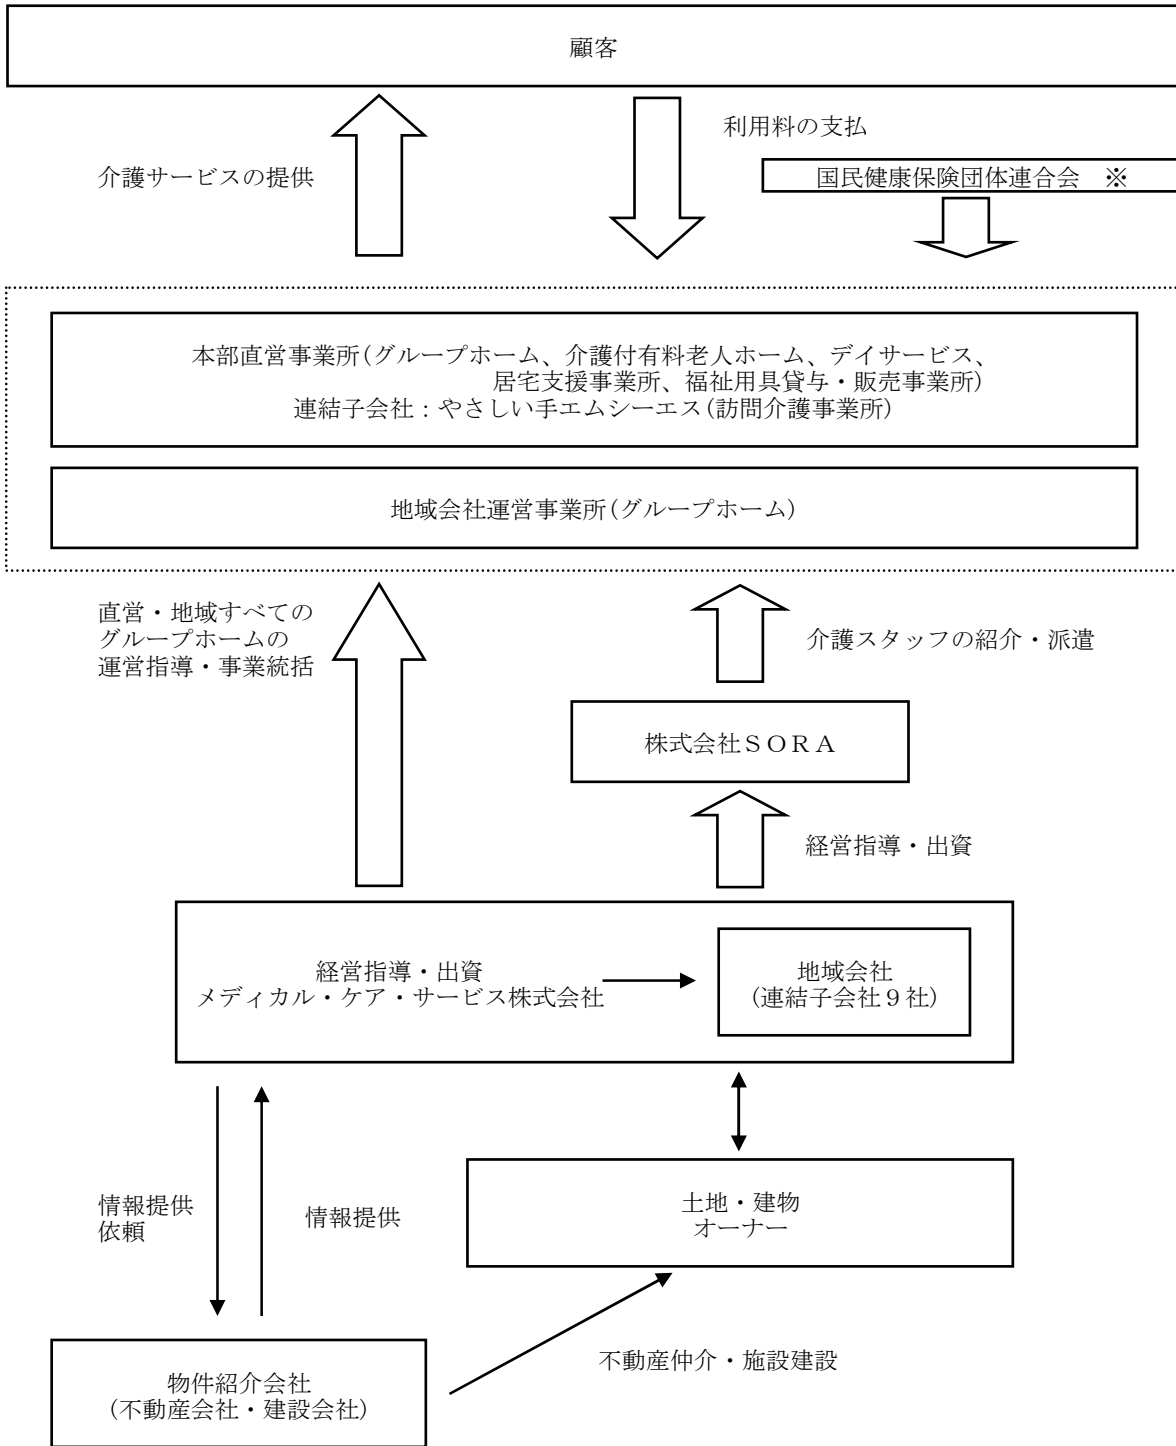 顧客
利用料の支払
介護サービスの提供
国民健康保険団体連合会　※
本部直営事業所(グループホーム、介護付有料老人ホーム、デイサービス、
居宅支援事業所、福祉用具貸与・販売事業所)
連結子会社：やさしい手エムシーエス(訪問介護事業所)
地域会社運営事業所(グループホーム)
直営・地域すべての
グループホームの
運営指導・事業統括
介護スタッフの紹介・派遣
株式会社ＳＯＲＡ
経営指導・出資
経営指導・出資
メディカル・ケア・サービス株式会社
地域会社
(連結子会社９社)
情報提供
依頼
情報提供
土地・建物
オーナー
不動産仲介・施設建設
物件紹介会社
(不動産会社・建設会社)